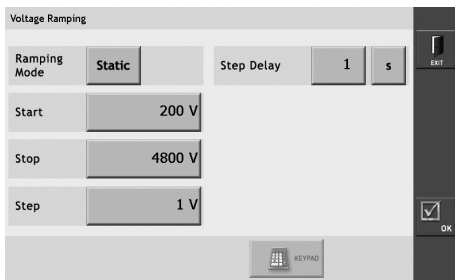 Voltage Ramping
Ramping Mode
Static
Step Delay
1
s
EXIT
Start
200 V
Stop
4800 V
Step
1 V
OK
KEYPAD